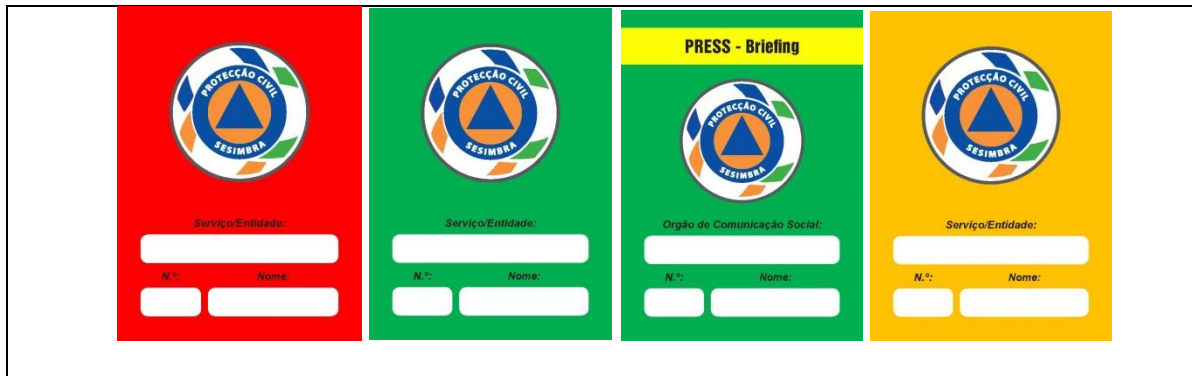 PROTECÇÃO CIVIL
SESIMBRA
Serviço/Entidade:
N.º: Nome:
PROTECÇÃO CIVIL
SESIMBRA
Serviço/Entidade:
N.º: Nome:
PRESS - Briefing
PROTECÇÃO CIVIL
SESIMBRA
Orgão de Comunicação Social:
N.º: Nome:
PROTECÇÃO CIVIL
SESIMBRA
Serviço/Entidade:
N.º: Nome: